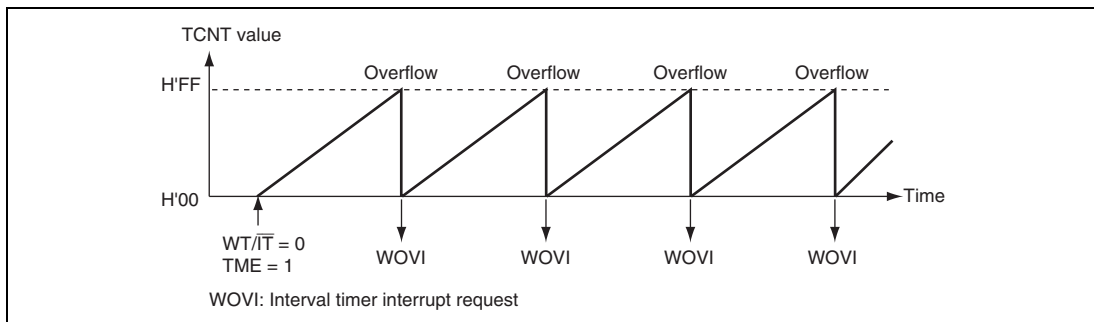 TCNT value
Overflow Overflow Overflow Overflow
H'FF
H'00
Time
WT/I̅T̅ = 0
TME = 1
WOVI WOVI WOVI WOVI
WOVI: Interval timer interrupt request